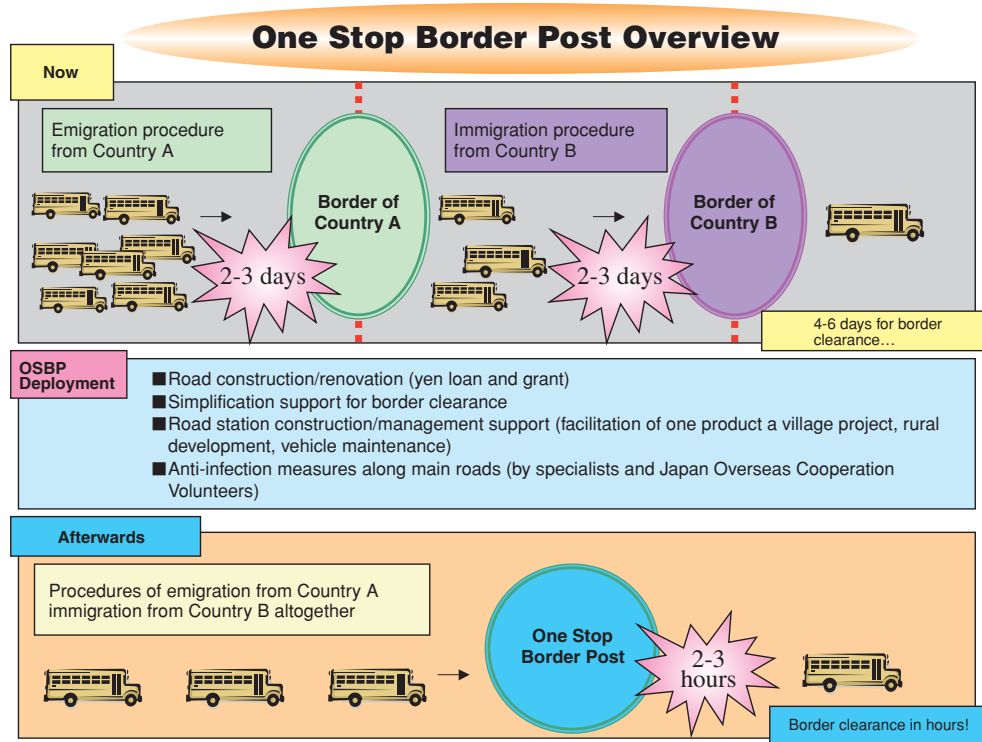 One Stop Border Post Overview
Now
Emigration procedure
from Country A
Border of
Country A
2-3 days
Immigration procedure
from Country B
Border of
Country B
2-3 days
4-6 days for border
clearance…
OSBP
Deployment
■Road construction/renovation (yen loan and grant)
■Simplification support for border clearance
■Road station construction/management support (facilitation of one product a village project, rural
development, vehicle maintenance)
■Anti-infection measures along main roads (by specialists and Japan Overseas Cooperation
Volunteers)
Afterwards
Procedures of emigration from Country A
immigration from Country B altogether
One Stop
Border Post
2-3
hours
Border clearance in hours!